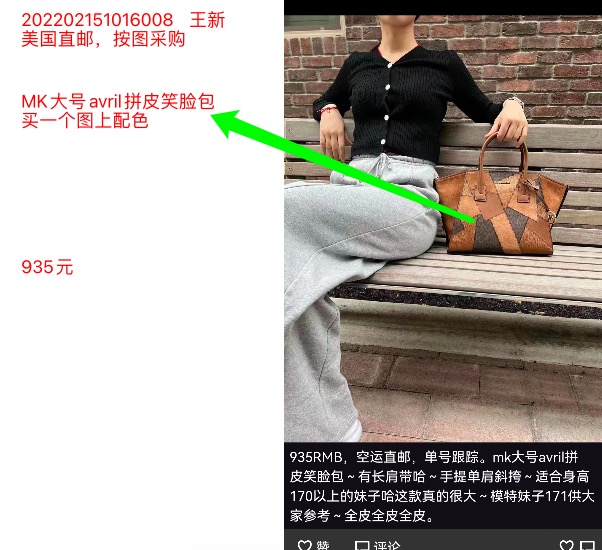 202202151016008 王新
美国直邮，按图采购
MK大号avril拼皮笑脸包
买一个图上配色
935元
935RMB，空运直邮，单号跟踪。mk大号avril拼
皮笑脸包～有长肩带哈～手提单肩斜挎～适合身高
170以上的妹子哈这款真的很大～模特妹子171供大
家参考～全皮全皮全皮。
赞 评论